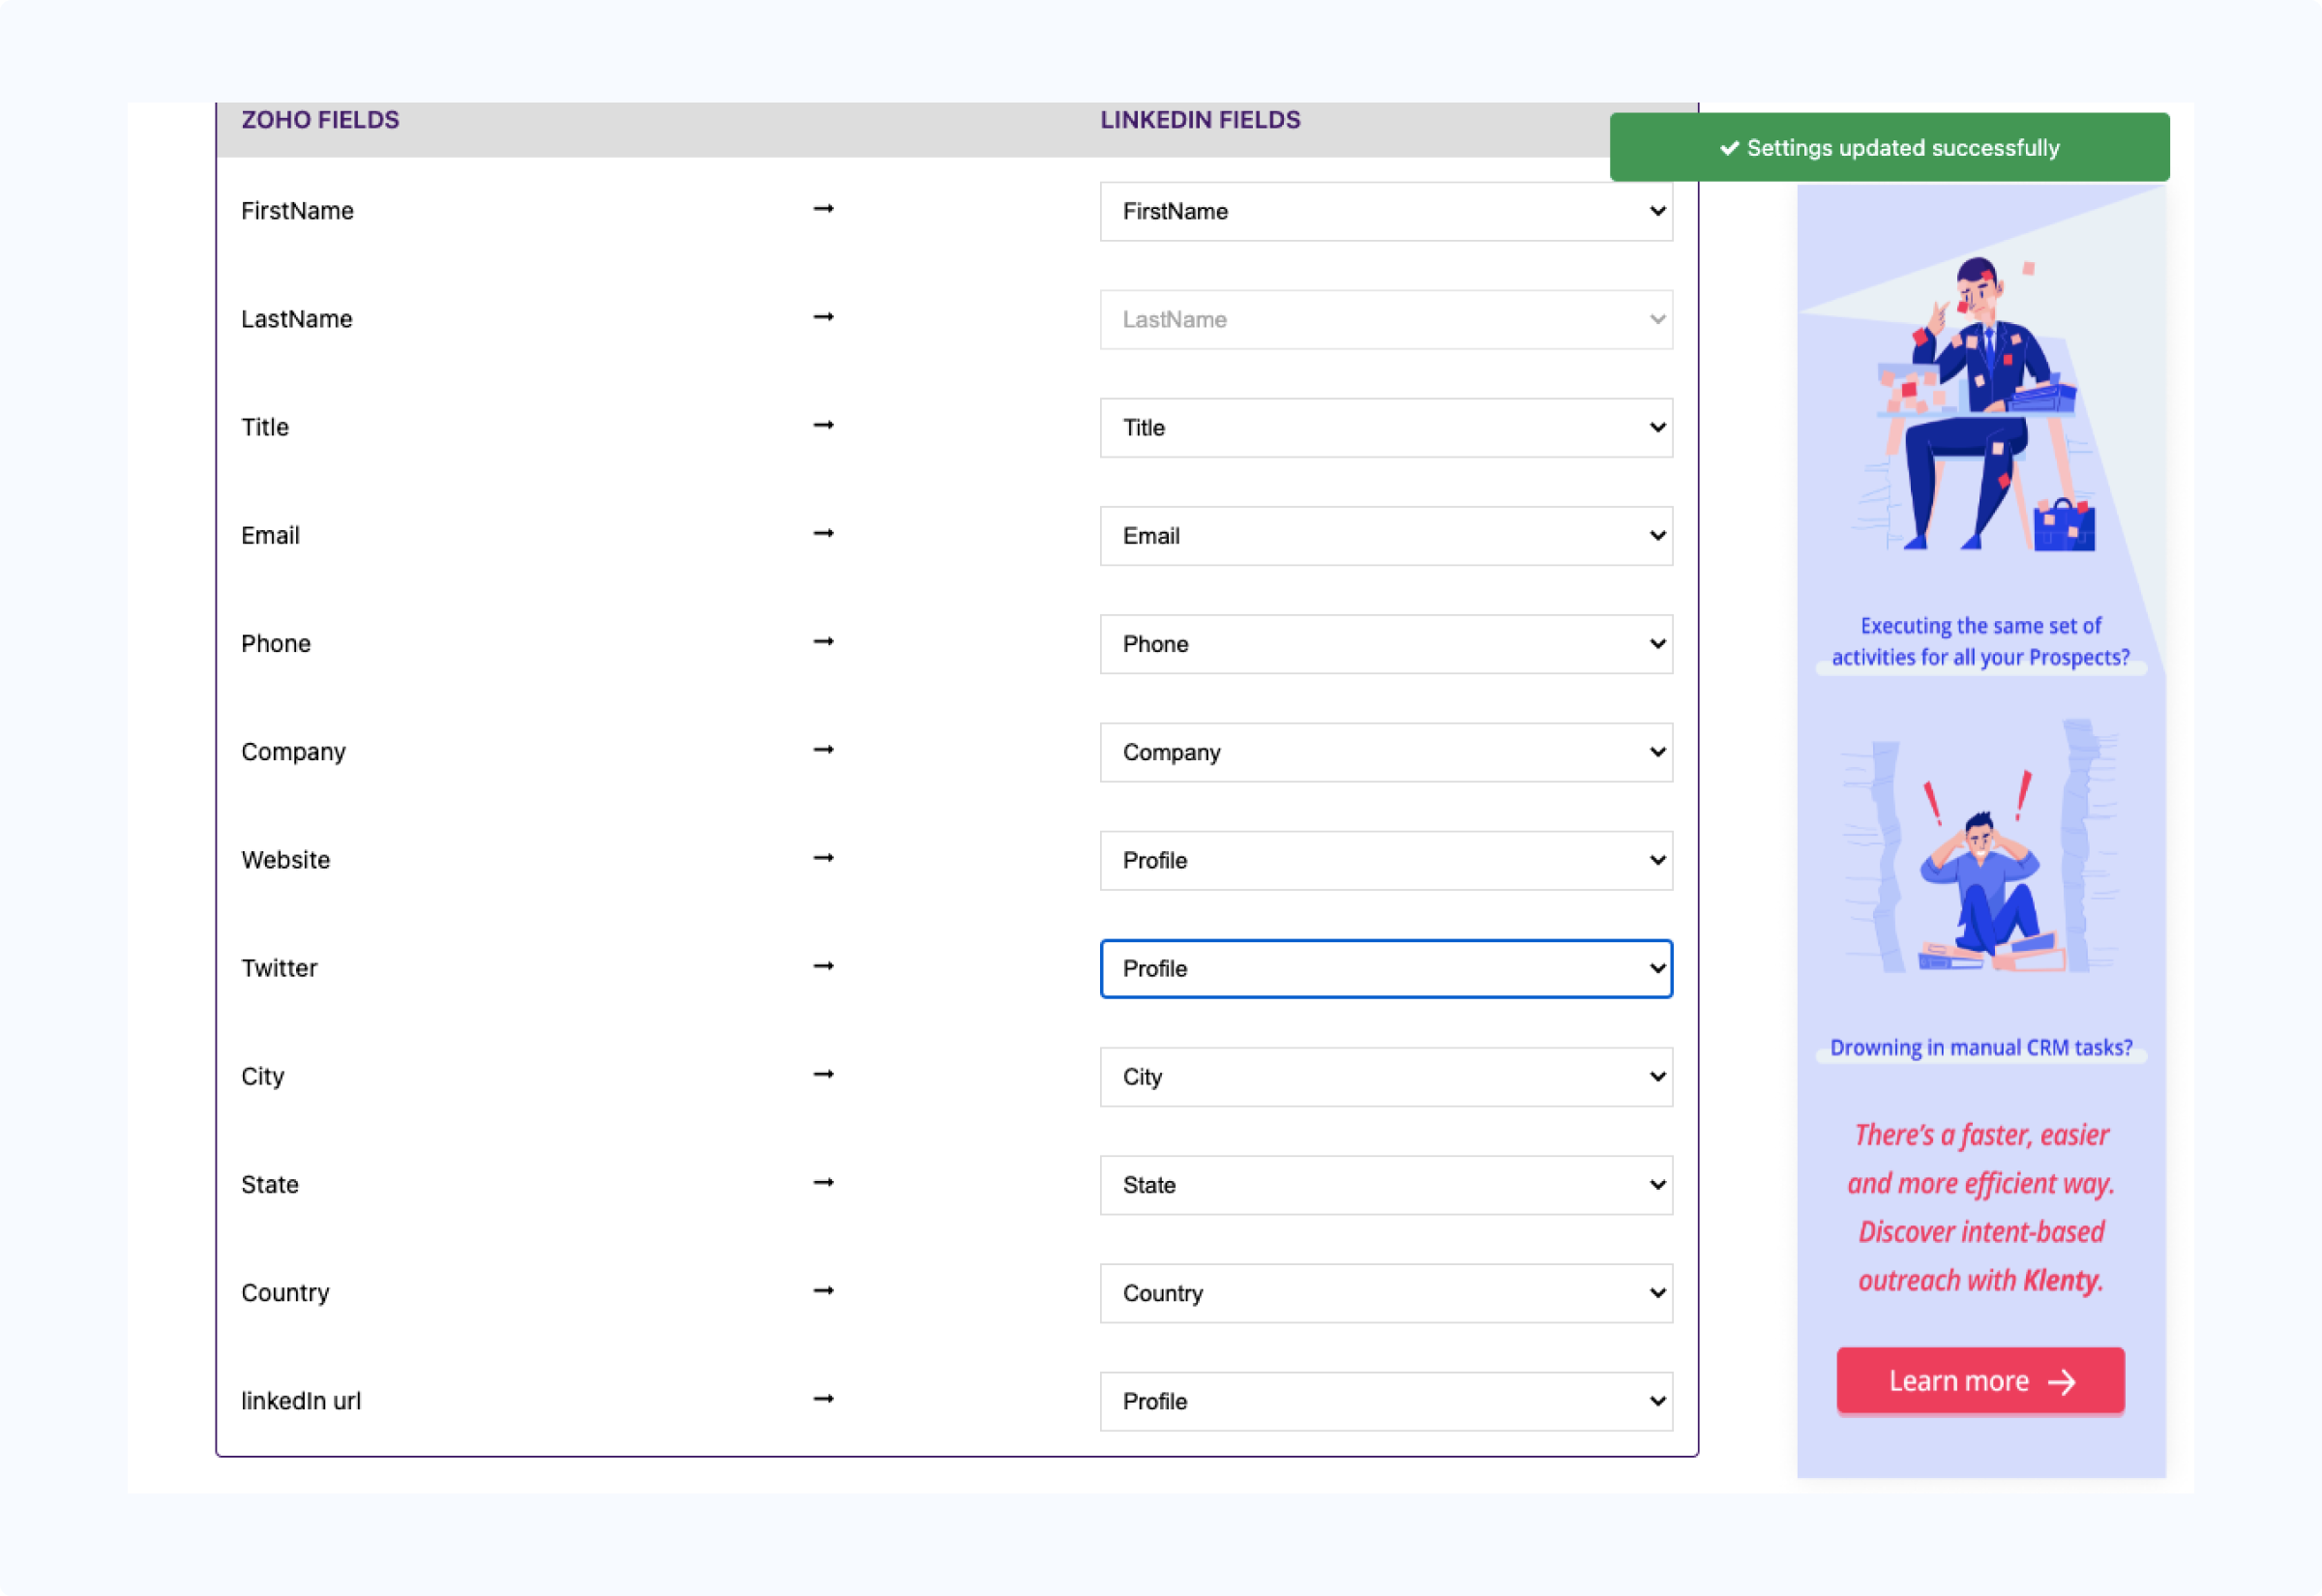 ZOHO FIELDS
LINKEDIN FIELDS
Settings updated successfully
FirstName
FirstName
LastName
LastName
Title
Title
Email
Email
Phone
Phone
Company
Company
Website
Profile
Twitter
Profile
City
City
State
State
Country
Country
linkedIn url
Profile
Executing the same set of
activities for all your Prospects?
Drowning in manual CRM tasks?
There's a faster, easier
and more efficient way.
Discover intent-based
outreach with Klenty.
Learn more